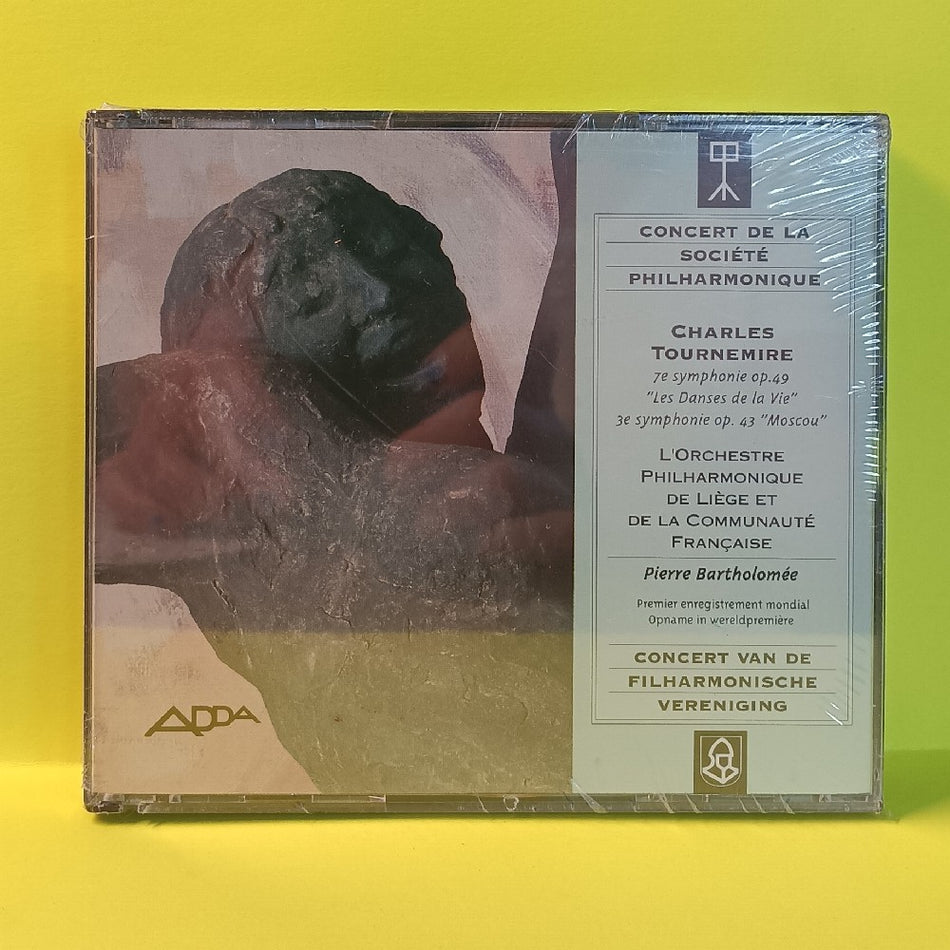 CONCERT DE LA
SOCIÉTÉ
PHILHARMONIQUE
CHARLES
TOURNEMIRE
7e symphonie op.49
"Les Danses de la Vie"
3e symphonie op. 43 "Moscou"
L'ORCHESTRE
PHILHARMONIQUE
DE LIÈGE ET
DE LA COMMUNAUTÉ
FRANÇAISE
Pierre Bartholomée
Premier enregistrement mondial
Opname in wereldpremière
CONCERT VAN DE
FILHARMONISCHE
VERENIGING
ADDA